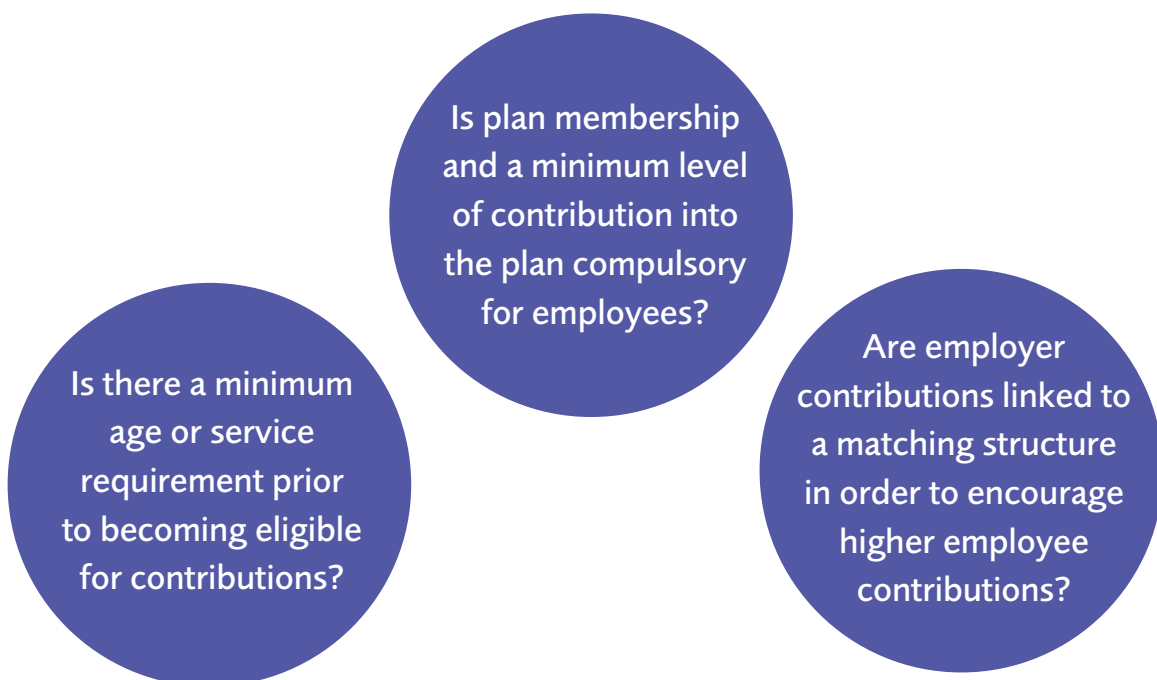 Is plan membership
and a minimum level
of contribution into
the plan compulsory
for employees?
Is there a minimum
age or service
requirement prior
to becoming eligible
for contributions?
Are employer
contributions linked to
a matching structure
in order to encourage
higher employee
contributions?